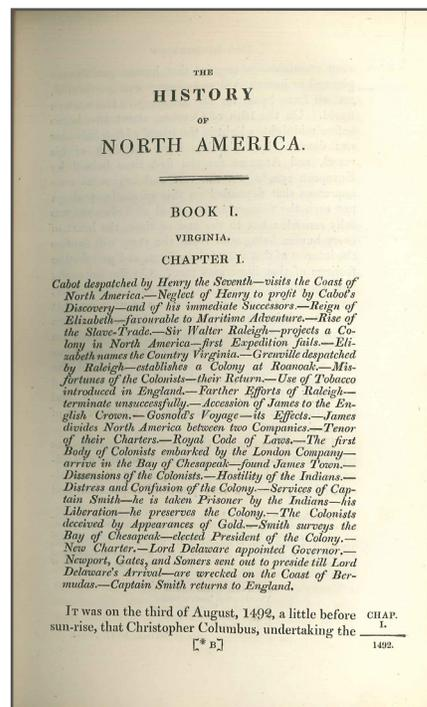 THE
HISTORY
OF
NORTH AMERICA.
BOOK I.
VIRGINIA.
CHAPTER I.
Cabot despatched by Henry the Seventh—visits the Coast of
North America.—Neglect of Henry to profit by Cabot's
Discovery—and of his immediate Successors.—Reign of
Elizabeth—favourable to Maritime Adventure.—Rise of
the Slave-Trade.—Sir Walter Raleigh—projects a Co-
lony in North America—first Expedition fails.—Eli-
zabeth names the Country Virginia.—Grenville despatched
by Raleigh—establishes a Colony at Roanoak.—Mis-
fortunes of the Colonists—their Return.—Use of Tobacco
introduced in England.—Farther Efforts of Raleigh—
terminate unsuccessfully.—Accession of James to the En-
glish Crown.—Gosnold's Voyage—its Effects.—James
divides North America between two Companies.—Tenor
of their Charters.—Royal Code of Laws.—The first
Body of Colonists embarked by the London Company—
arrive in the Bay of Chesapeak—found James Town.—
Dissensions of the Colonists.—Hostility of the Indians.—
Distress and Confusion of the Colony.—Services of Cap-
tain Smith—he is taken Prisoner by the Indians—his
Liberation—he preserves the Colony.—The Colonists
deceived by Appearances of Gold.—Smith surveys the
Bay of Chesapeak—elected President of the Colony.—
New Charter.—Lord Delaware appointed Governor.—
Newport, Gates, and Somers sent out to preside till Lord
Delaware's Arrival—are wrecked on the Coast of Ber-
mudas.—Captain Smith returns to England.
IT was on the third of August, 1492, a little before
sun-rise, that Christopher Columbus, undertaking the
CHAP.
I.
1492.
[* B]